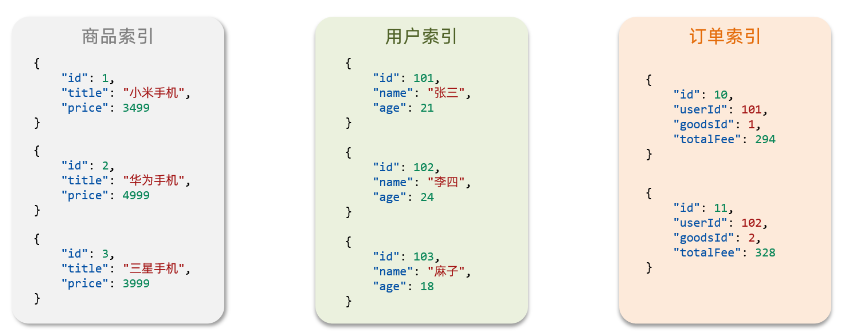 商品索引
{
"id": 1,
"title": "小米手机",
"price": 3499
}
{
"id": 2,
"title": "华为手机",
"price": 4999
}
{
"id": 3,
"title": "三星手机",
"price": 3999
}
用户索引
{
"id": 101,
"name": "张三",
"age": 21
}
{
"id": 102,
"name": "李四",
"age": 24
}
{
"id": 103,
"name": "麻子",
"age": 18
}
订单索引
{
"id": 10,
"userId": 101,
"goodsId": 1,
"totalFee": 294
}
{
"id": 11,
"userId": 102,
"goodsId": 2,
"totalFee": 328
}